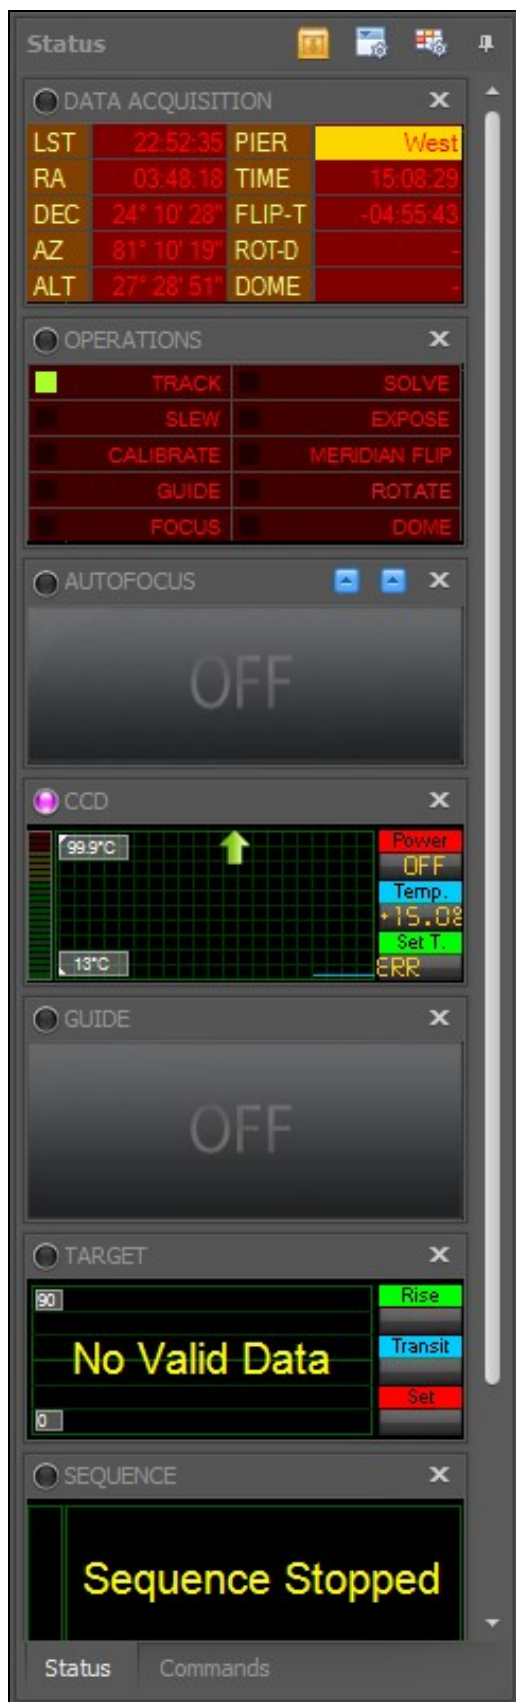 Status
DATA ACQUISITION
LST 22:52:35 PIER West
RA 03:48:18 TIME 15:08:29
DEC 24° 10' 28" FLIP-T -04:55:43
AZ 81° 10' 19" ROT-D -
ALT 27° 28' 51" DOME -
OPERATIONS
TRACK SOLVE
SLEW EXPOSE
CALIBRATE MERIDIAN FLIP
GUIDE ROTATE
FOCUS DOME
AUTOFOCUS
OFF
CCD
99.9°C Power
OFF
Temp.
+15.08
Set T.
13°C ERR
GUIDE
OFF
TARGET
90 Rise
No Valid Data Transit
Set
0
SEQUENCE
Sequence Stopped
Status Commands